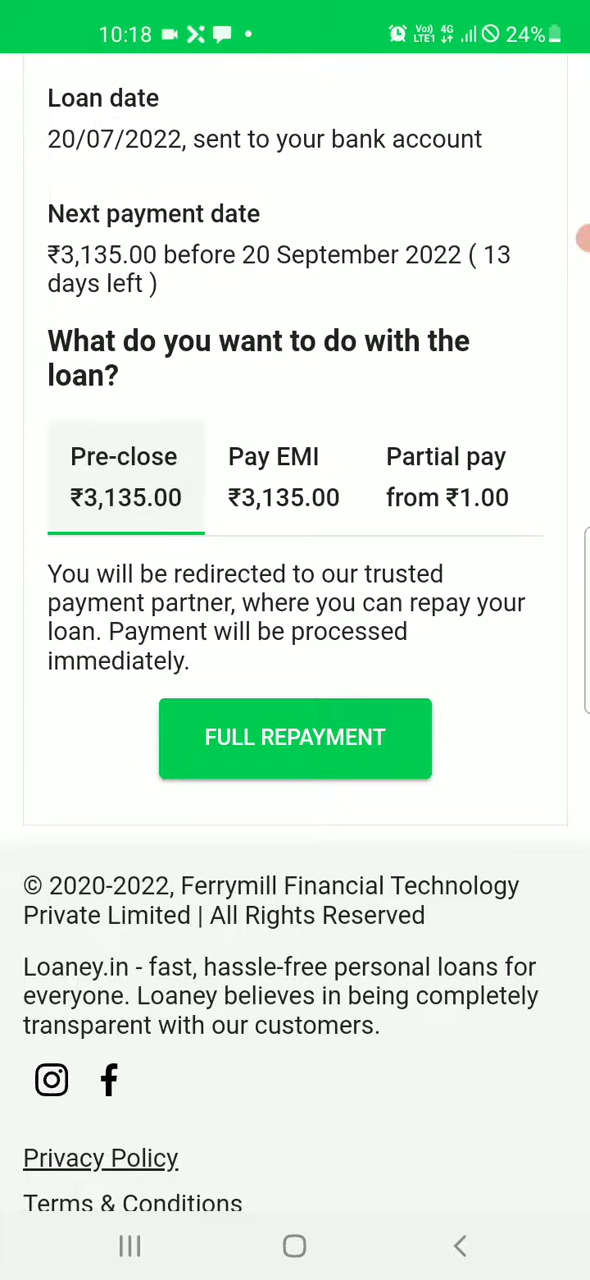 10:18
Vo)) LTE1 4G 24%
Loan date
20/07/2022, sent to your bank account
Next payment date
₹3,135.00 before 20 September 2022 ( 13
days left )
What do you want to do with the
loan?
Pre-close Pay EMI Partial pay
₹3,135.00 ₹3,135.00 from ₹1.00
You will be redirected to our trusted
payment partner, where you can repay your
loan. Payment will be processed
immediately.
FULL REPAYMENT
© 2020-2022, Ferrymill Financial Technology
Private Limited | All Rights Reserved
Loaney.in - fast, hassle-free personal loans for
everyone. Loaney believes in being completely
transparent with our customers.
Privacy Policy
Terms & Conditions